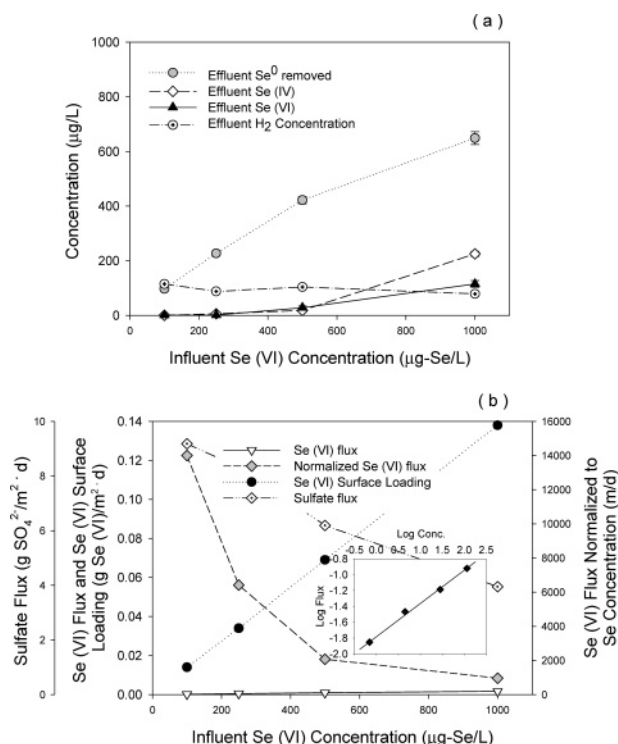 ( a )
1000
800
600
400
200
0
Concentration (μg/L)
Effluent Se⁰ removed
Effluent Se (IV)
Effluent Se (VI)
Effluent H₂ Concentration
0 200 400 600 800 1000
Influent Se (VI) Concentration (μg-Se/L)
( b )
Sulfate Flux (g SO₄²⁻/m² · d)
10
8
6
4
2
0
Se (VI) Flux and Se (VI) Surface
Loading (g Se (VI)/m² · d)
0.14
0.12
0.10
0.08
0.06
0.04
0.02
0.00
Se (VI) flux
Normalized Se (VI) flux
Se (VI) Surface Loading
Sulfate flux
Log Conc.
-0.5 0.0 0.5 1.0 1.5 2.0 2.5
Log Flux
-0.8
-1.0
-1.2
-1.4
-1.6
-1.8
-2.0
16000
14000
12000
10000
8000
6000
4000
2000
0
Se (VI) Flux Normalized to
Se Concentration (m/d)
0 200 400 600 800 1000
Influent Se (VI) Concentration (μg-Se/L)